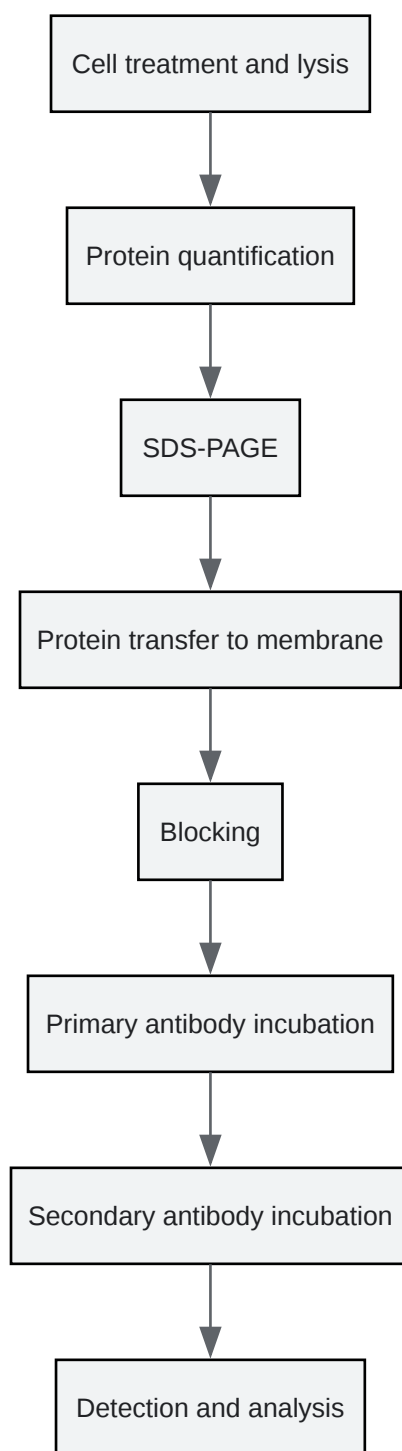 Cell treatment and lysis
Protein quantification
SDS-PAGE
Protein transfer to membrane
Blocking
Primary antibody incubation
Secondary antibody incubation
Detection and analysis